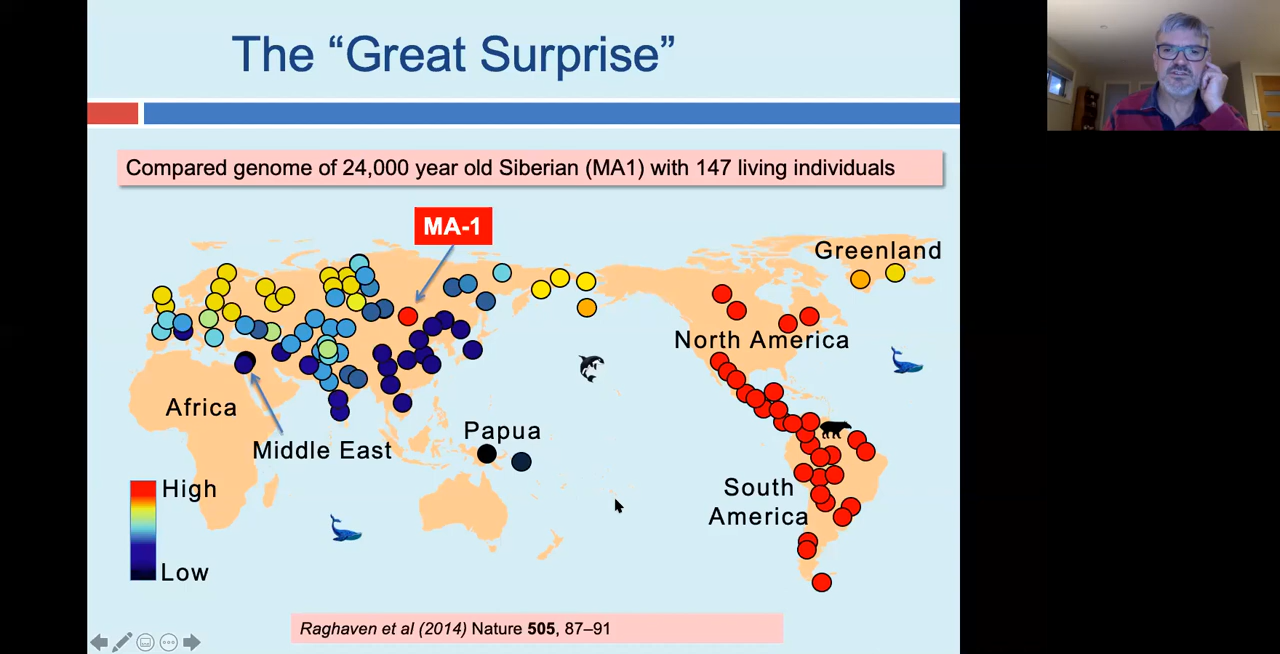 The “Great Surprise”
Compared genome of 24,000 year old Siberian (MA1) with 147 living individuals
MA-1
Greenland
North America
Africa
Middle East
Papua
South
America
High
Low
Raghaven et al (2014) Nature 505, 87–91